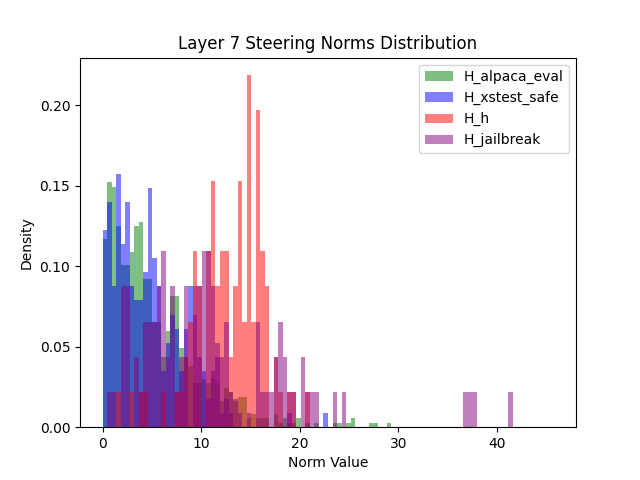 Layer 7 Steering Norms Distribution
H_alpaca_eval
H_xstest_safe
H_h
H_jailbreak
Density
0.20
0.15
0.10
0.05
0.00
0 10 20 30 40
Norm Value